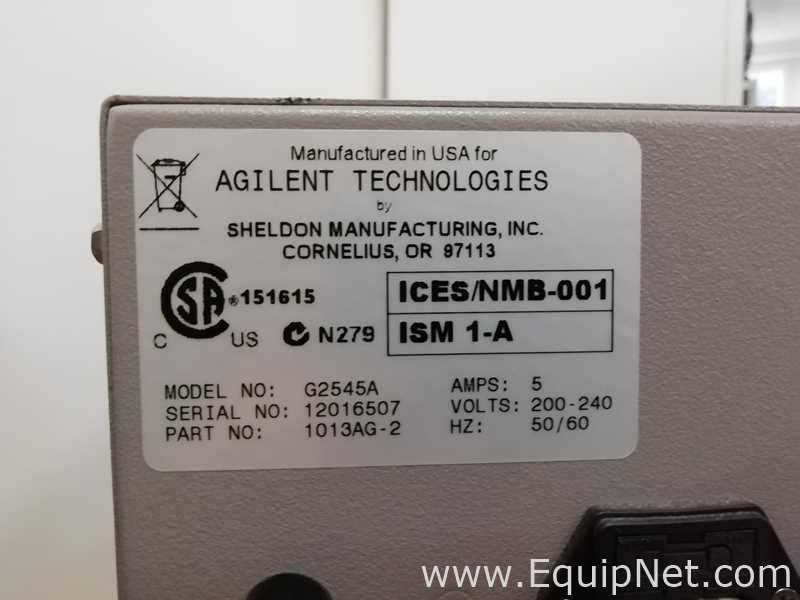 Manufactured in USA for
AGILENT TECHNOLOGIES
by
SHELDON MANUFACTURING, INC.
CORNELIUS, OR 97113
CSA ® 151615
C US
N279
ICES/NMB-001
ISM 1-A
MODEL NO: G2545A
SERIAL NO: 12016507
PART NO: 1013AG-2
AMPS: 5
VOLTS: 200-240
HZ: 50/60
www.EquipNet.com